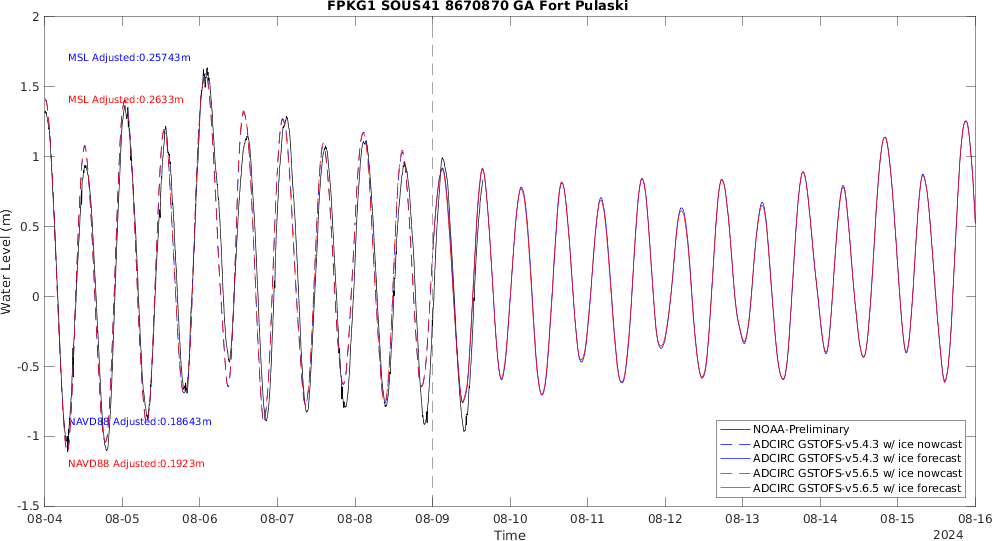 FPKG1 SOUS41 8670870 GA Fort Pulaski
2
1.5
1
0.5
0
-0.5
-1
-1.5
Water Level (m)
MSL Adjusted:0.25743m
MSL Adjusted:0.2633m
NAVD88 Adjusted:0.18643m
NAVD88 Adjusted:0.1923m
NOAA-Preliminary
ADCIRC GSTOFS-v5.4.3 w/ ice nowcast
ADCIRC GSTOFS-v5.4.3 w/ ice forecast
ADCIRC GSTOFS-v5.6.5 w/ ice nowcast
ADCIRC GSTOFS-v5.6.5 w/ ice forecast
08-04 08-05 08-06 08-07 08-08 08-09 08-10 08-11 08-12 08-13 08-14 08-15 08-16
Time
2024